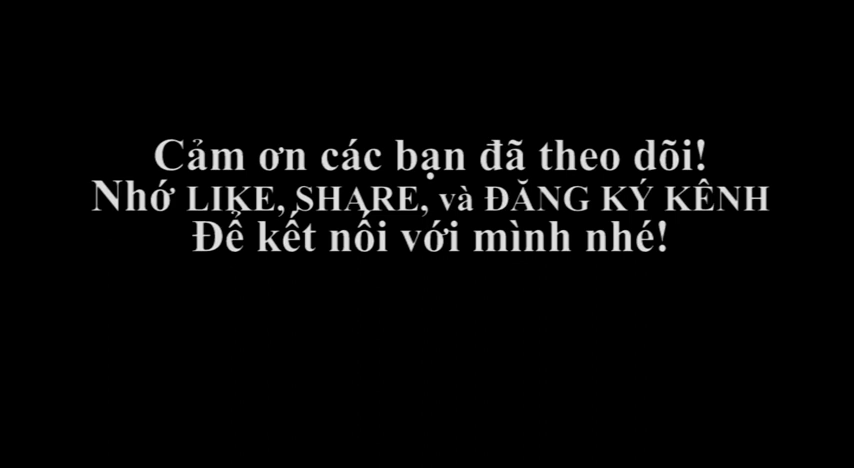 Cảm ơn các bạn đã theo dõi!
Nhớ LIKE, SHARE, và ĐĂNG KÝ KÊNH
Để kết nối với mình nhé!